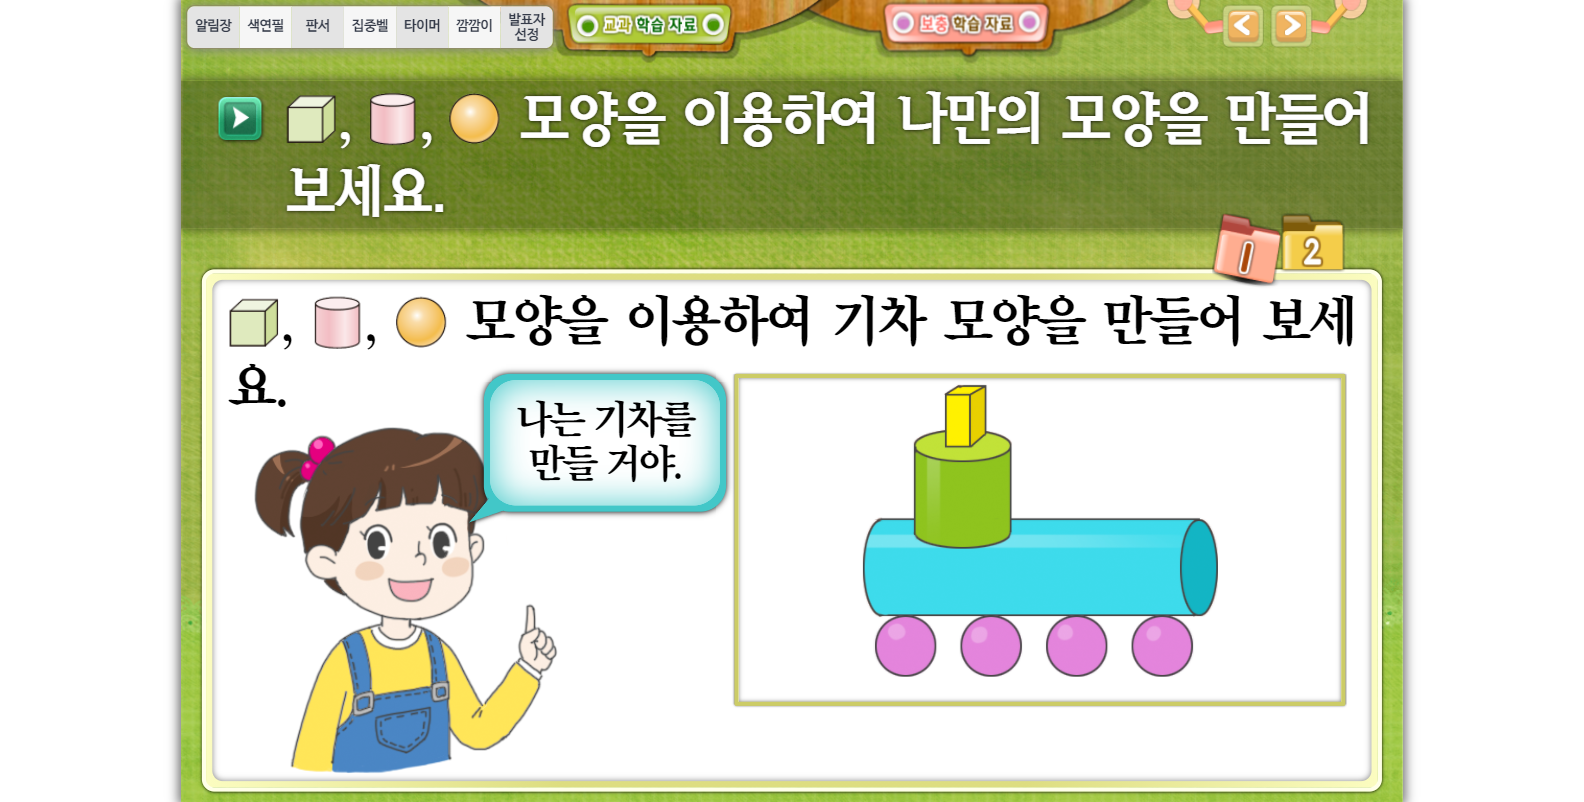 알림장 색연필 판서 집중벨 타이머 깜깜이 발표자 선정
교과 학습 자료
보충 학습 자료
모양을 이용하여 나만의 모양을 만들어
보세요.
1 2
모양을 이용하여 기차 모양을 만들어 보세
요.
나는 기차를
만들 거야.